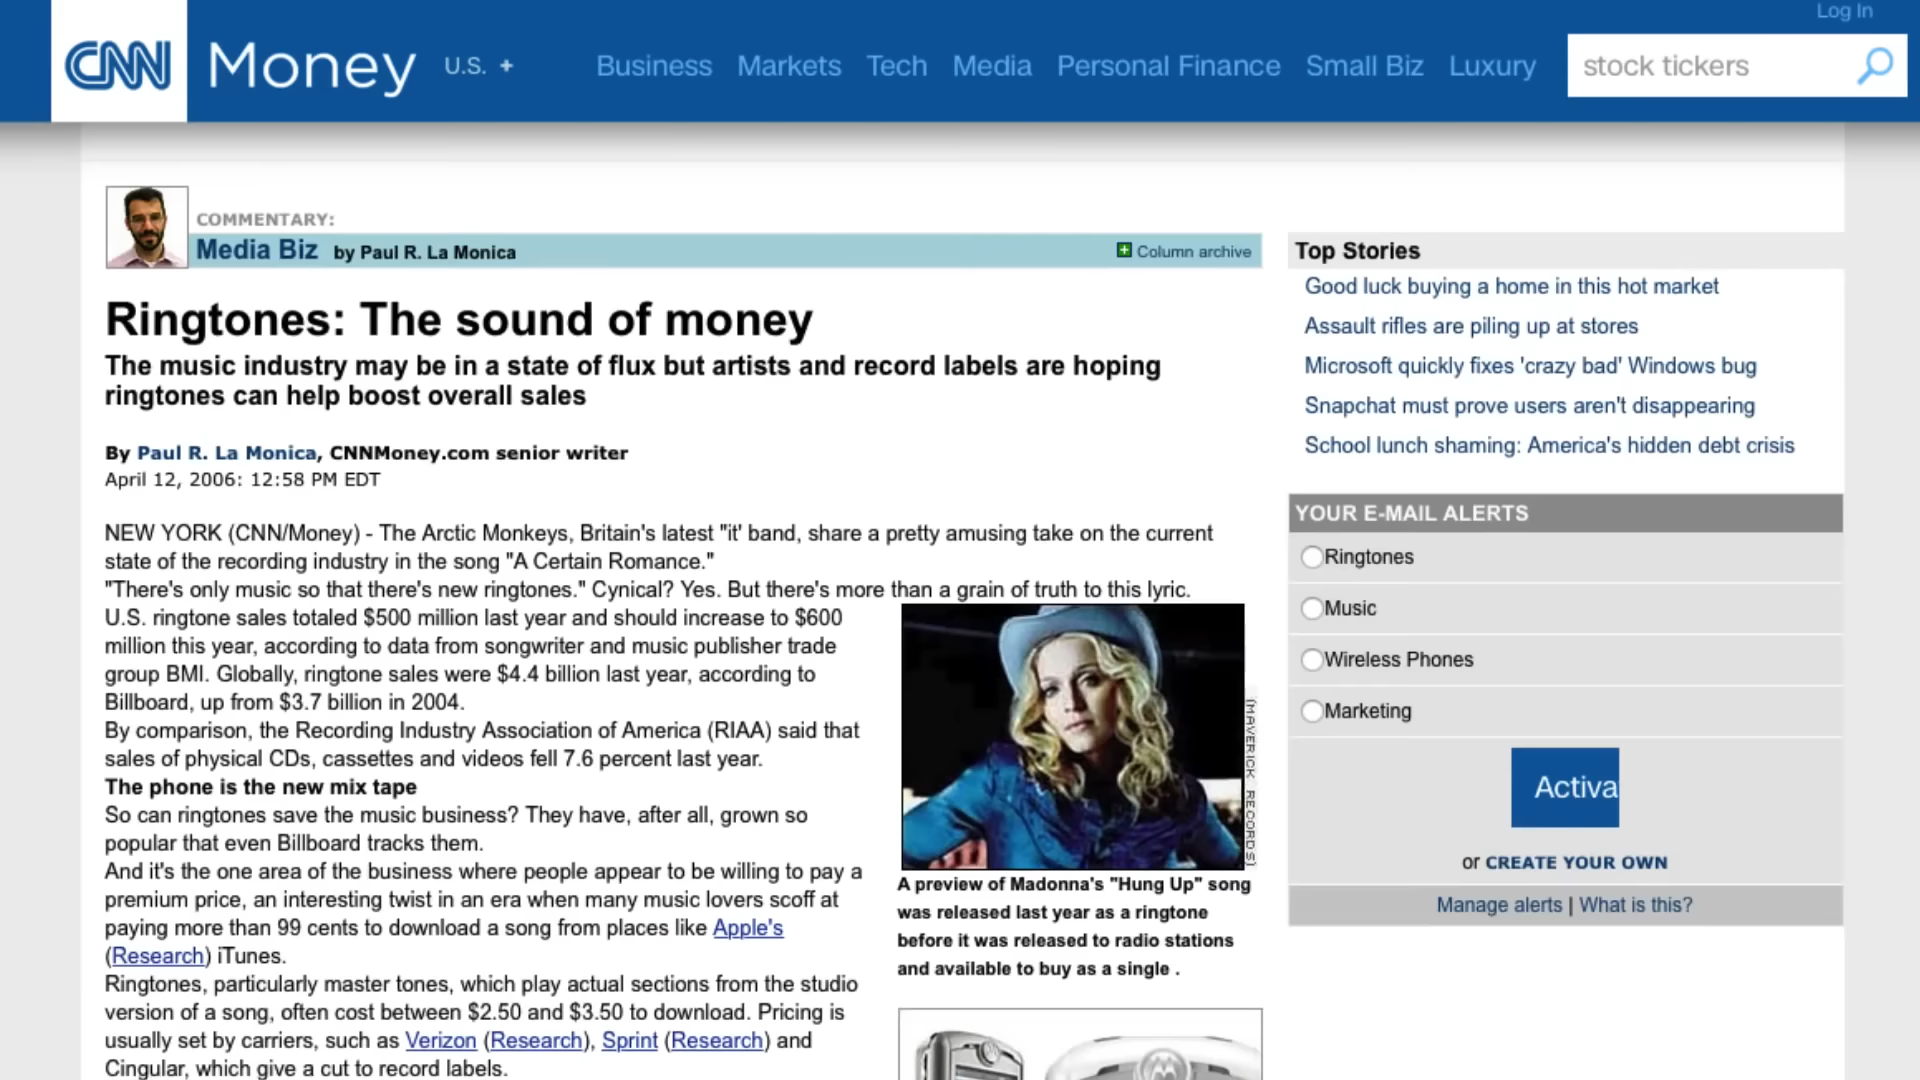 Log In
CNN Money U.S. + Business Markets Tech Media Personal Finance Small Biz Luxury stock tickers
COMMENTARY:
Media Biz by Paul R. La Monica Column archive
Ringtones: The sound of money
The music industry may be in a state of flux but artists and record labels are hoping
ringtones can help boost overall sales
By Paul R. La Monica, CNNMoney.com senior writer
April 12, 2006: 12:58 PM EDT
NEW YORK (CNN/Money) - The Arctic Monkeys, Britain's latest "it' band, share a pretty amusing take on the current
state of the recording industry in the song "A Certain Romance."
"There's only music so that there's new ringtones." Cynical? Yes. But there's more than a grain of truth to this lyric.
U.S. ringtone sales totaled $500 million last year and should increase to $600
million this year, according to data from songwriter and music publisher trade
group BMI. Globally, ringtone sales were $4.4 billion last year, according to
Billboard, up from $3.7 billion in 2004.
By comparison, the Recording Industry Association of America (RIAA) said that
sales of physical CDs, cassettes and videos fell 7.6 percent last year.
The phone is the new mix tape
So can ringtones save the music business? They have, after all, grown so
popular that even Billboard tracks them.
And it's the one area of the business where people appear to be willing to pay a
premium price, an interesting twist in an era when many music lovers scoff at
paying more than 99 cents to download a song from places like Apple's
(Research) iTunes.
Ringtones, particularly master tones, which play actual sections from the studio
version of a song, often cost between $2.50 and $3.50 to download. Pricing is
usually set by carriers, such as Verizon (Research), Sprint (Research) and
Cingular, which give a cut to record labels.
(MAVERICK RECORDS)
A preview of Madonna's "Hung Up" song
was released last year as a ringtone
before it was released to radio stations
and available to buy as a single .
Top Stories
Good luck buying a home in this hot market
Assault rifles are piling up at stores
Microsoft quickly fixes 'crazy bad' Windows bug
Snapchat must prove users aren't disappearing
School lunch shaming: America's hidden debt crisis
YOUR E-MAIL ALERTS
Ringtones
Music
Wireless Phones
Marketing
Activa
or CREATE YOUR OWN
Manage alerts | What is this?